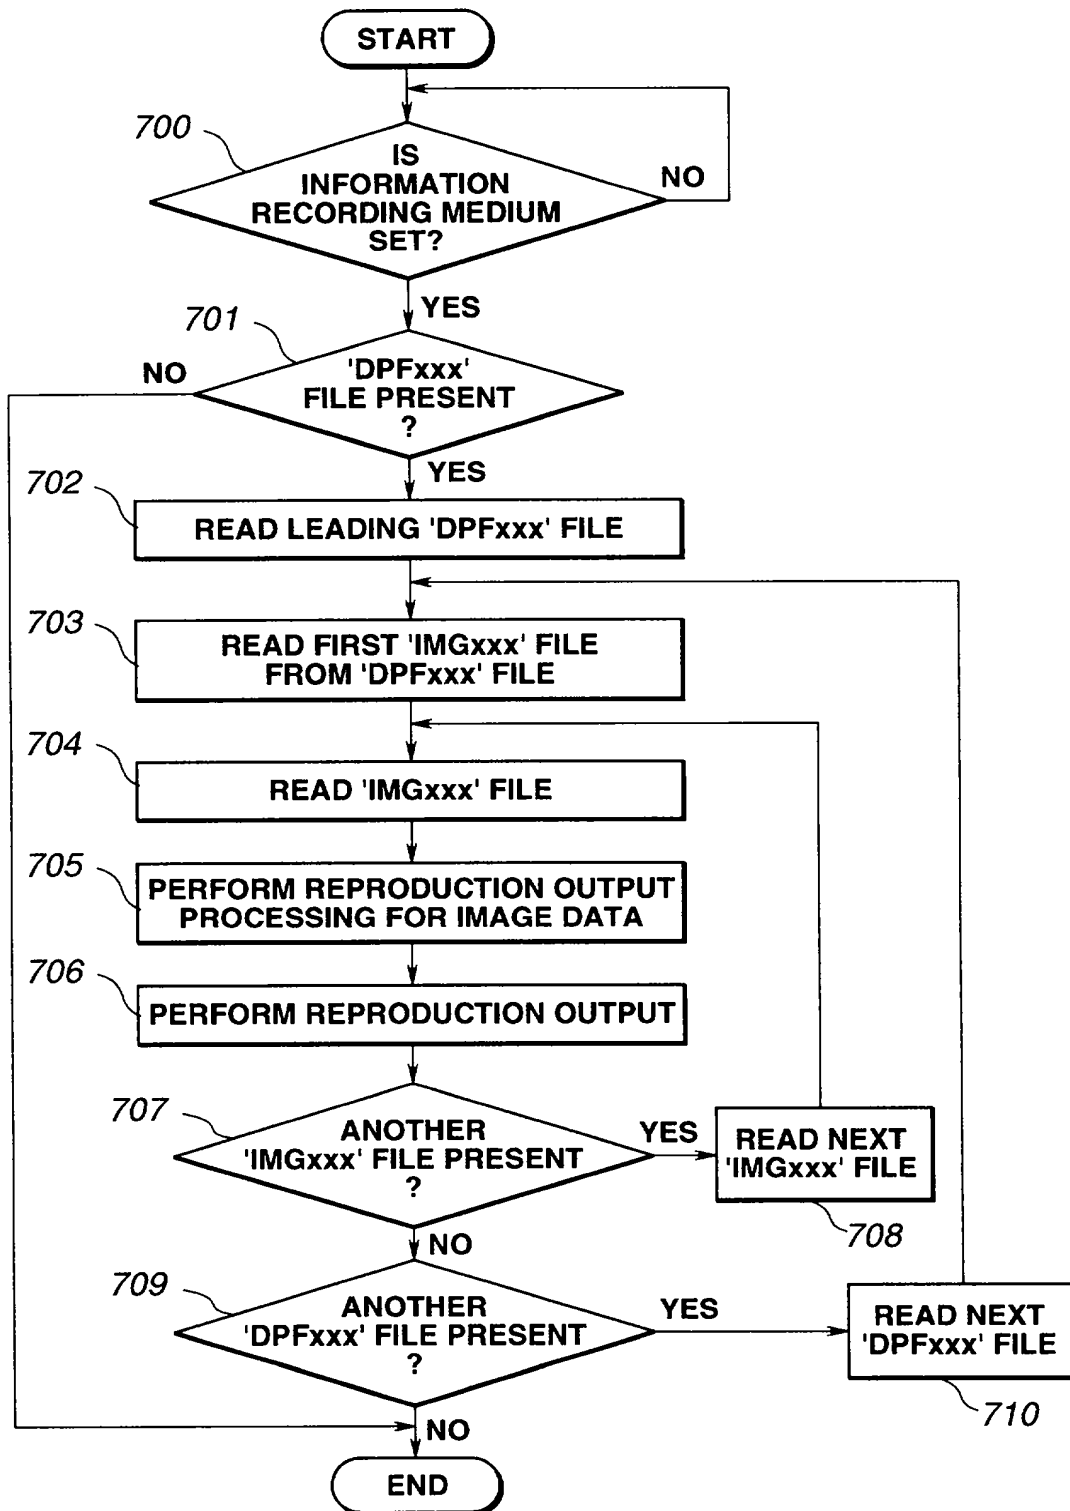 START
700
IS
INFORMATION
RECORDING MEDIUM
SET?
NO
YES
701
'DPFxxx'
FILE PRESENT
?
NO
YES
702
READ LEADING 'DPFxxx' FILE
703
READ FIRST 'IMGxxx' FILE
FROM 'DPFxxx' FILE
704
READ 'IMGxxx' FILE
705
PERFORM REPRODUCTION OUTPUT
PROCESSING FOR IMAGE DATA
706
PERFORM REPRODUCTION OUTPUT
707
ANOTHER
'IMGxxx' FILE PRESENT
?
YES
READ NEXT
'IMGxxx' FILE
708
NO
709
ANOTHER
'DPFxxx' FILE PRESENT
?
YES
READ NEXT
'DPFxxx' FILE
710
NO
END